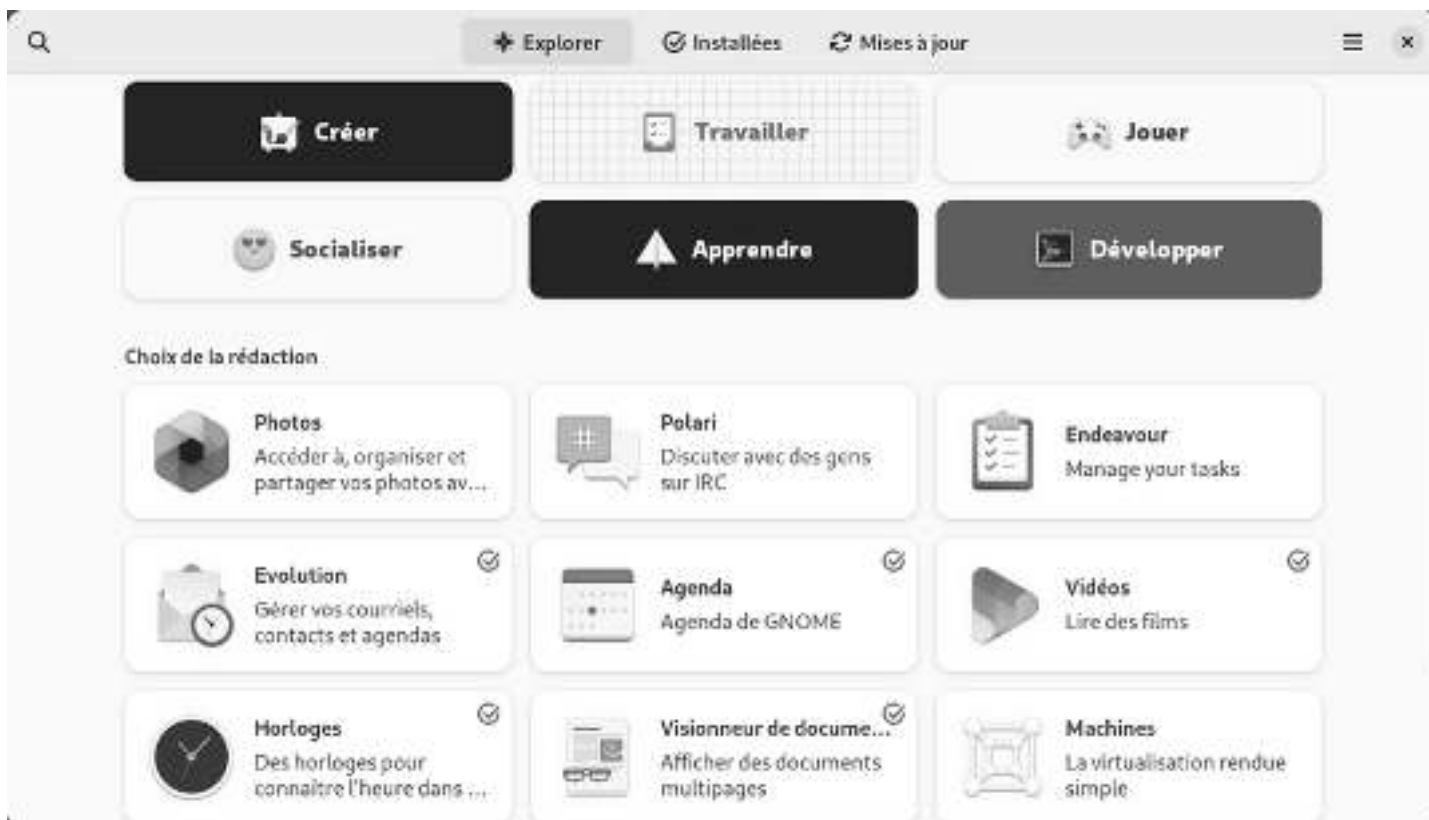 Explorer Installées Mises à jour
Créer Travailler Jouer
Socialiser Apprendre Développer
Choix de la rédaction
Photos
Accéder à, organiser et
partager vos photos av...
Polari
Discuter avec des gens
sur IRC
Endeavour
Manage your tasks
Evolution
Gérer vos courriels,
contacts et agendas
Agenda
Agenda de GNOME
Vidéos
Lire des films
Horloges
Des horloges pour
connaître l'heure dans ...
Visionneur de docume...
Afficher des documents
multipages
Machines
La virtualisation rendue
simple